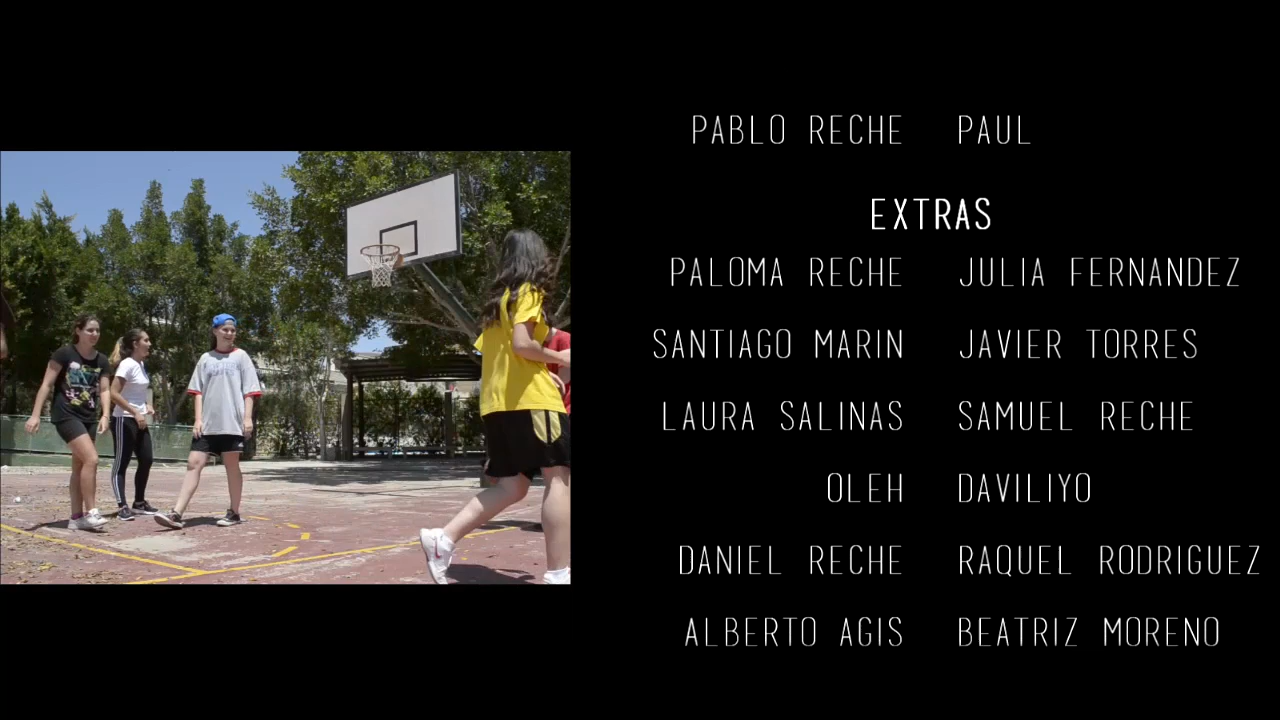 PABLO RECHE PAUL
EXTRAS
PALOMA RECHE JULIA FERNANDEZ
SANTIAGO MARIN JAVIER TORRES
LAURA SALINAS SAMUEL RECHE
OLEH DAVILIYO
DANIEL RECHE RAQUEL RODRIGUEZ
ALBERTO AGIS BEATRIZ MORENO